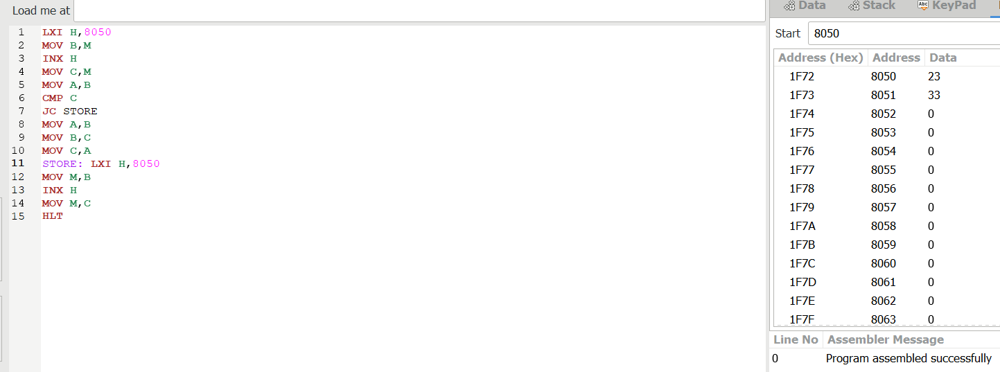 Load me at
1 LXI H,8050
2 MOV B,M
3 INX H
4 MOV C,M
5 MOV A,B
6 CMP C
7 JC STORE
8 MOV A,B
9 MOV B,C
10 MOV C,A
11 STORE: LXI H,8050
12 MOV M,B
13 INX H
14 MOV M,C
15 HLT
Data Stack KeyPad
Start 8050
Address (Hex) Address Data
1F72 8050 23
1F73 8051 33
1F74 8052 0
1F75 8053 0
1F76 8054 0
1F77 8055 0
1F78 8056 0
1F79 8057 0
1F7A 8058 0
1F7B 8059 0
1F7C 8060 0
1F7D 8061 0
1F7E 8062 0
1F7F 8063 0
Line No Assembler Message
0 Program assembled successfully